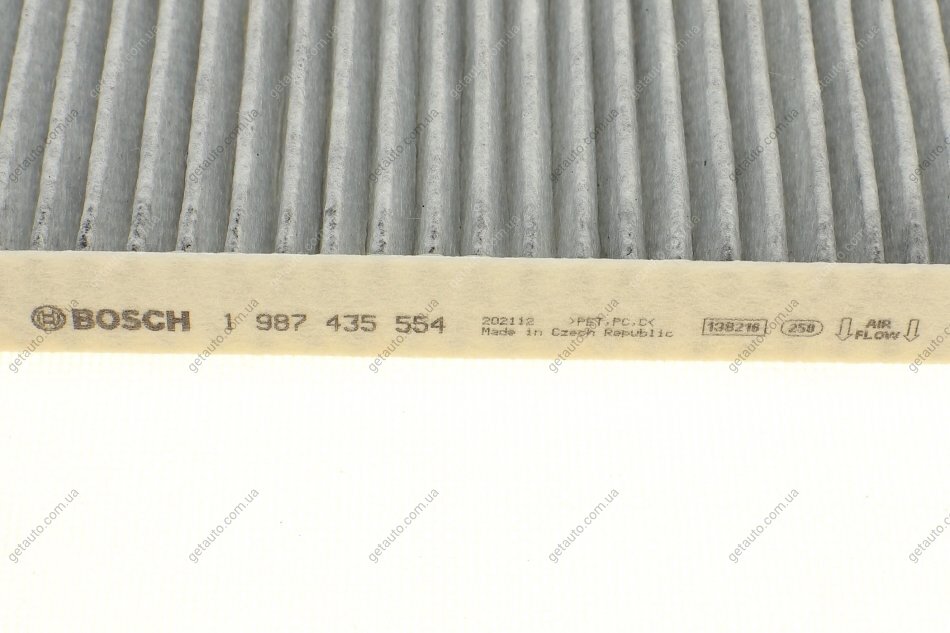 BOSCH 1 987 435 554
202112 >PET,PC,C<
Made in Czech Republic
138216
258
AIR
FLOW
getauto.com.ua